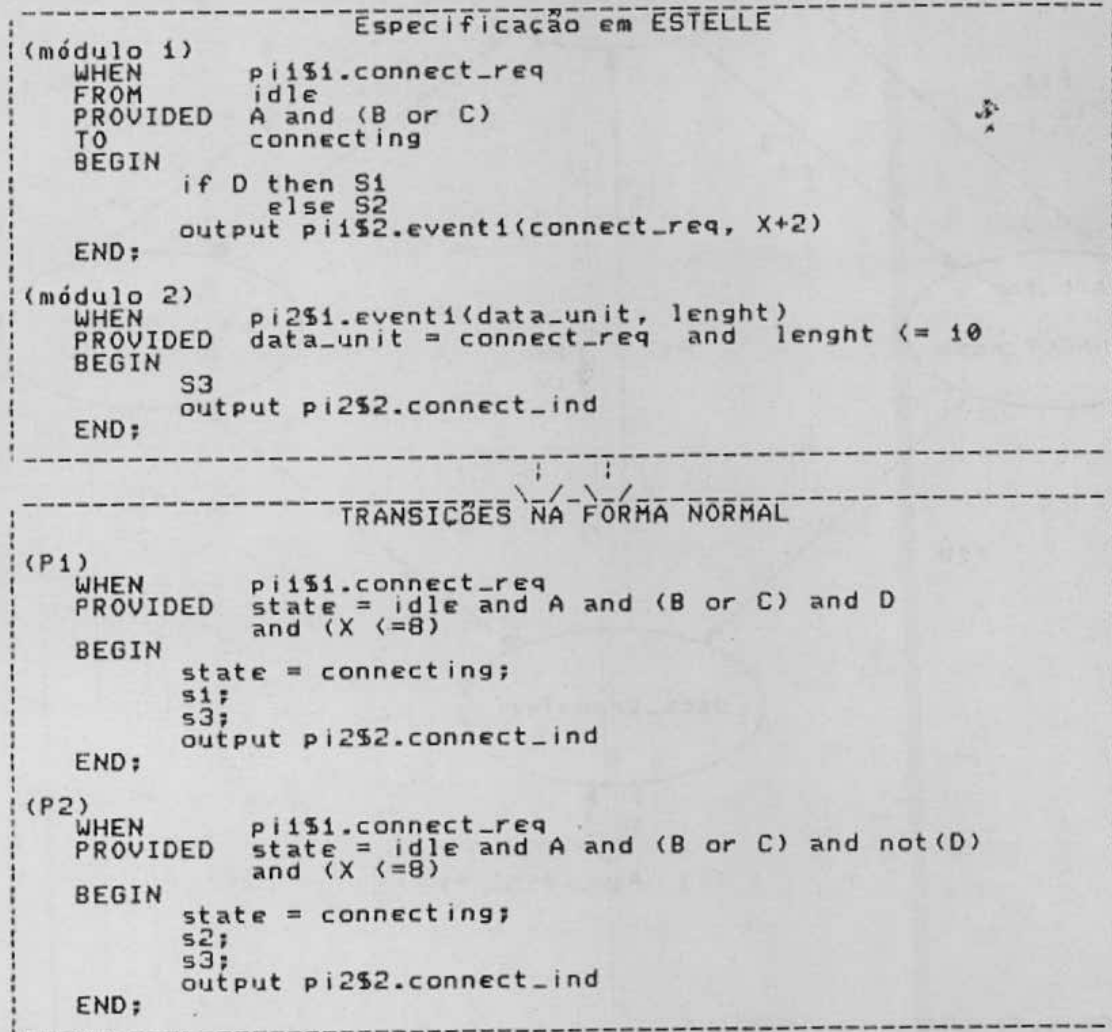 Especificação em ESTELLE
(módulo 1)
WHEN pi1$1.connect_req
FROM idle
PROVIDED A and (B or C)
TO connecting
BEGIN
if D then S1
else S2
output pi1$2.event1(connect_req, X+2)
END;
(módulo 2)
WHEN pi2$1.event1(data_unit, lenght)
PROVIDED data_unit = connect_req and lenght <= 10
BEGIN
S3
output pi2$2.connect_ind
END;
TRANSIÇÕES NA FORMA NORMAL
(P1)
WHEN pi1$1.connect_req
PROVIDED state = idle and A and (B or C) and D
and (X <=8)
BEGIN
state = connecting;
s1;
s3;
output pi2$2.connect_ind
END;
(P2)
WHEN pi1$1.connect_req
PROVIDED state = idle and A and (B or C) and not(D)
and (X <=8)
BEGIN
state = connecting;
s2;
s3;
output pi2$2.connect_ind
END;